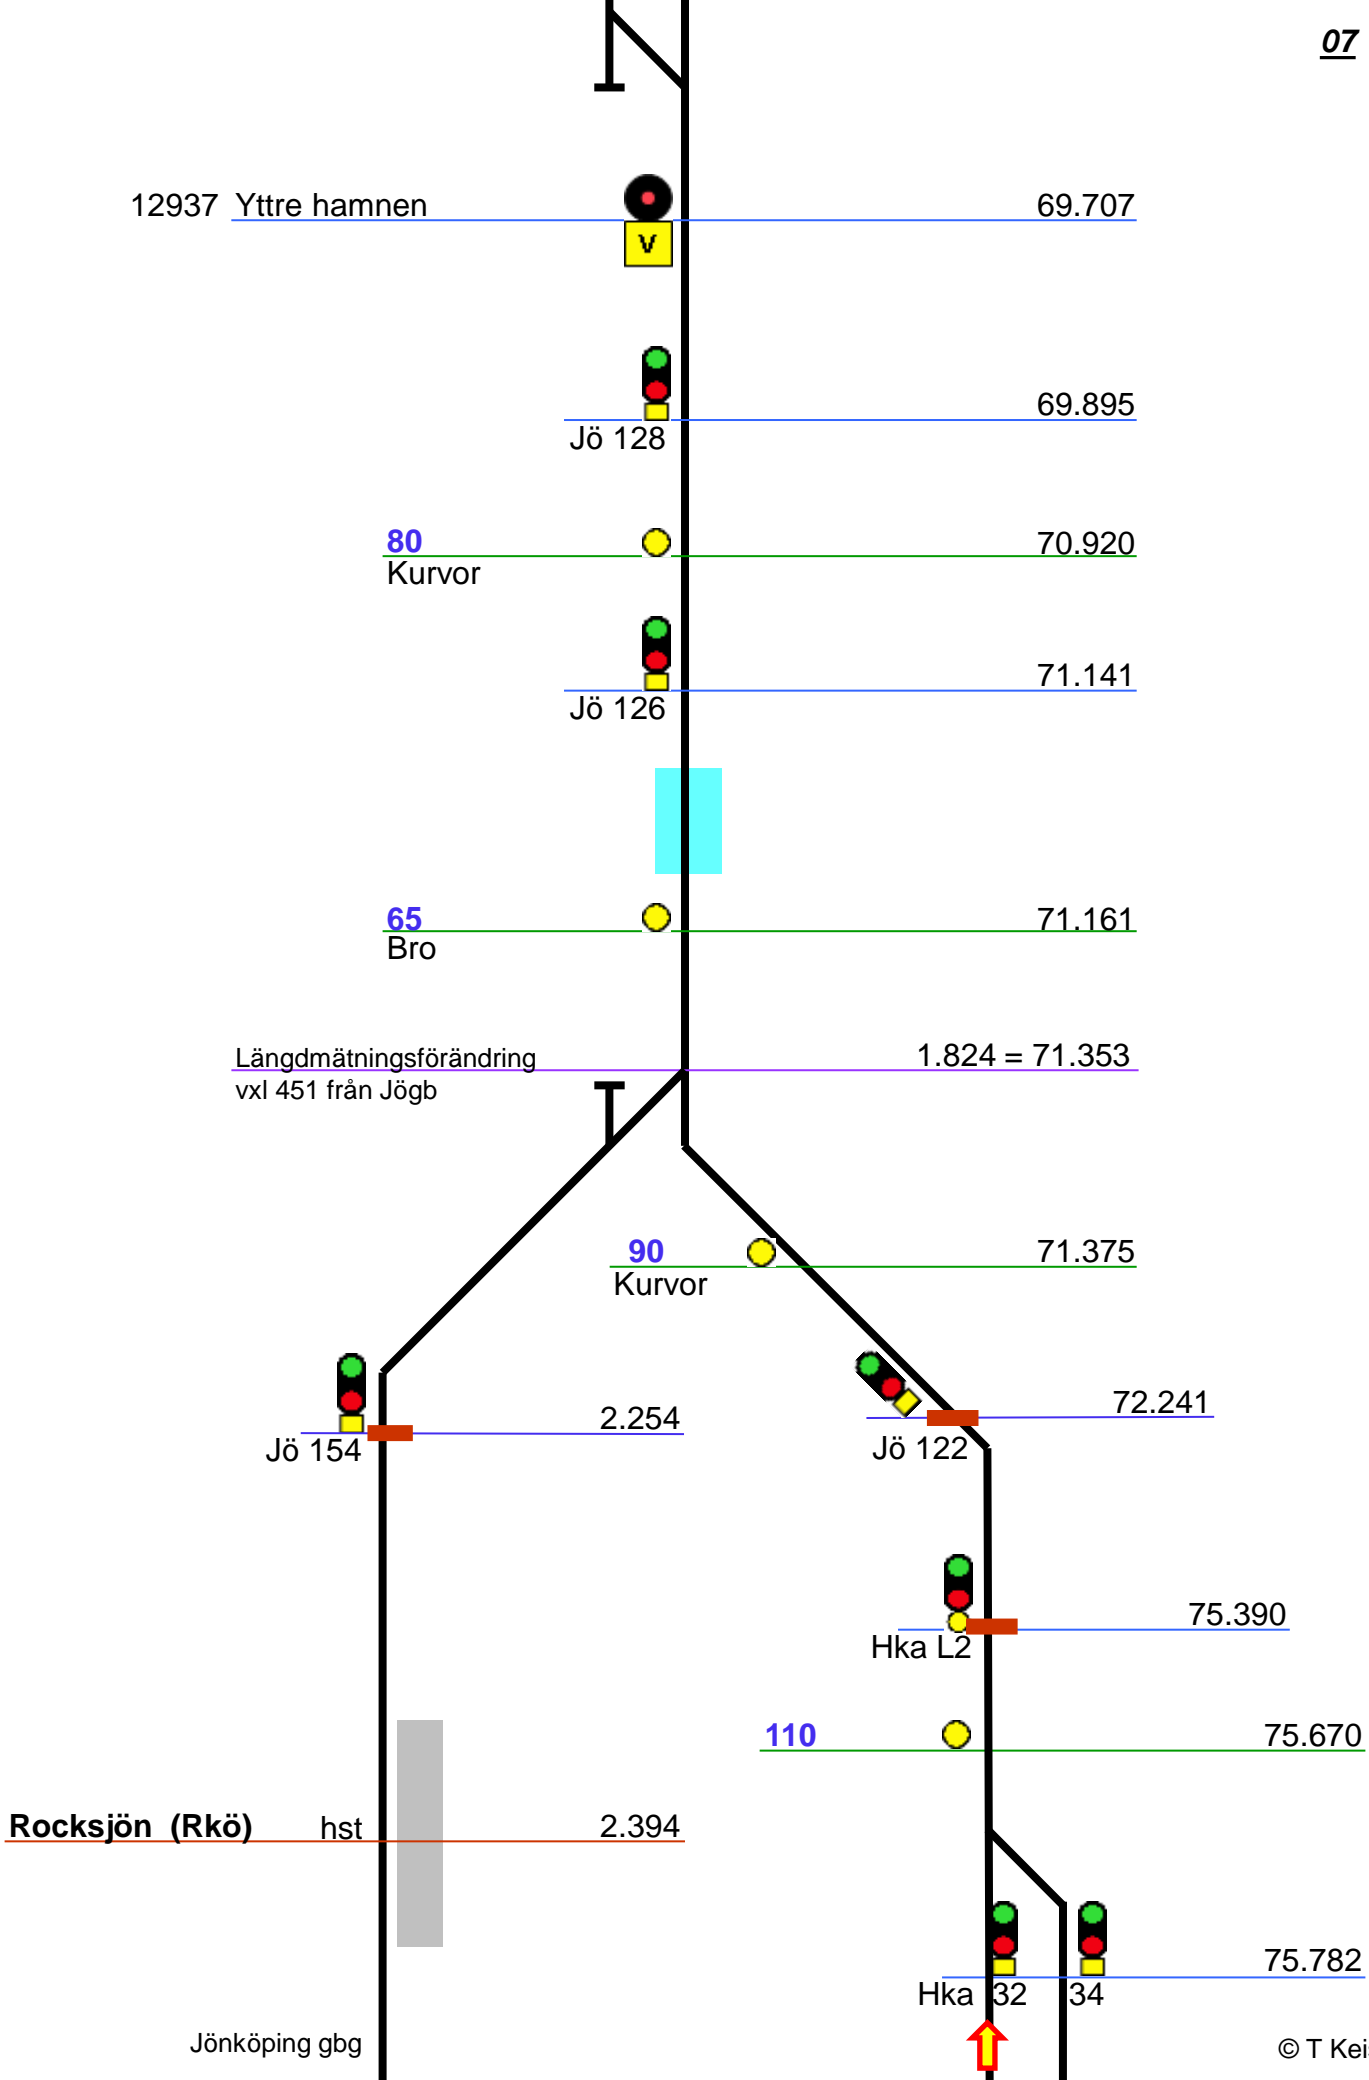 07
12937 Yttre hamnen 69.707
V
69.895
Jö 128
80 70.920
Kurvor
71.141
Jö 126
65 71.161
Bro
Längdmätningsförändring 1.824 = 71.353
vxl 451 från Jögb
90 71.375
Kurvor
2.254 72.241
Jö 154 Jö 122
75.390
Hka L2
110 75.670
Rocksjön (Rkö) hst 2.394
75.782
Hka 32 34
Jönköping gbg © T Keis